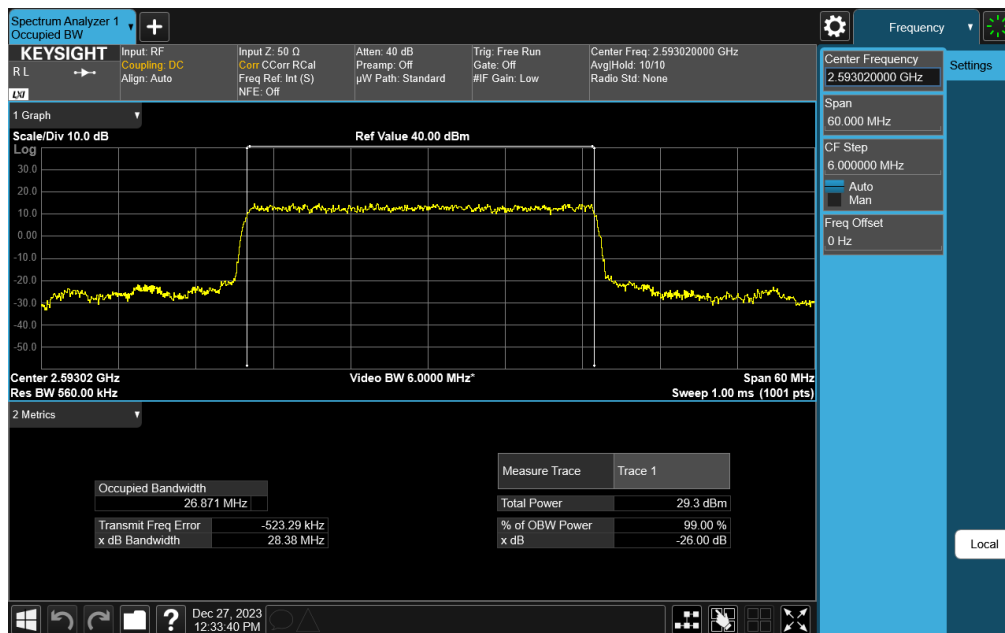 Spectrum Analyzer 1
Occupied BW
Frequency
KEYSIGHT
R L
LXI
Input: RF
Coupling: DC
Align: Auto
Input Z: 50 Ω
Corr CCorr RCal
Freq Ref: Int (S)
NFE: Off
Atten: 40 dB
Preamp: Off
µW Path: Standard
Trig: Free Run
Gate: Off
#IF Gain: Low
Center Freq: 2.593020000 GHz
Avg|Hold: 10/10
Radio Std: None
Center Frequency
2.593020000 GHz
Settings
Span
60.000 MHz
CF Step
6.000000 MHz
Auto
Man
Freq Offset
0 Hz
1 Graph
Scale/Div 10.0 dB
Ref Value 40.00 dBm
Log
30.0
20.0
10.0
0.00
-10.0
-20.0
-30.0
-40.0
-50.0
Center 2.59302 GHz
Video BW 6.0000 MHz*
Span 60 MHz
Res BW 560.00 kHz
Sweep 1.00 ms (1001 pts)
2 Metrics
Measure Trace Trace 1
Occupied Bandwidth
26.871 MHz
Total Power 29.3 dBm
Transmit Freq Error -523.29 kHz
% of OBW Power 99.00 %
x dB Bandwidth 28.38 MHz
x dB -26.00 dB
Local
Dec 27, 2023
12:33:40 PM